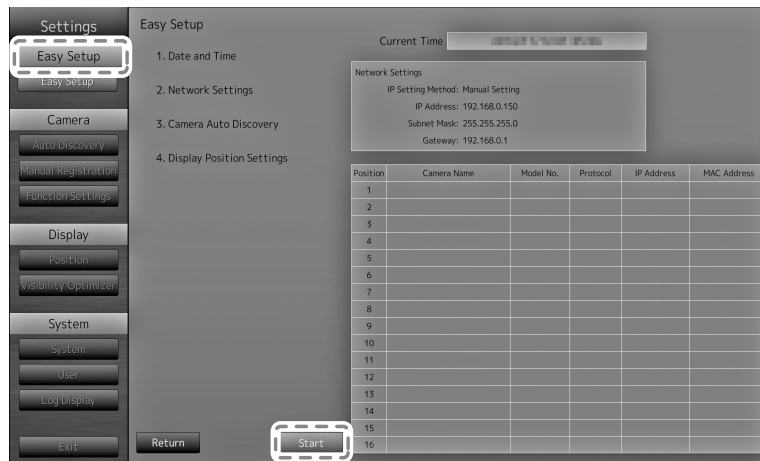 Settings
Easy Setup
Easy Setup
Camera
Auto Discovery
Manual Registration
Function Settings
Display
Position
Visibility Optimizer
System
System
User
Log Display
Exit
Easy Setup
1. Date and Time
2. Network Settings
3. Camera Auto Discovery
4. Display Position Settings
Return
Start
Current Time
Network Settings
IP Setting Method: Manual Setting
IP Address: 192.168.0.150
Subnet Mask: 255.255.255.0
Gateway: 192.168.0.1
Position Camera Name Model No. Protocol IP Address MAC Address
1
2
3
4
5
6
7
8
9
10
11
12
13
14
15
16